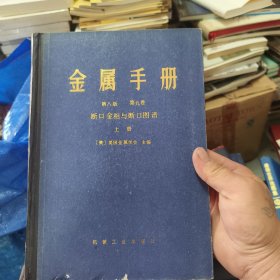 金属手册
第八版 第九卷
断口金相与断口图谱
上册
〔美〕美国金属学会 主编
机械工业出版社